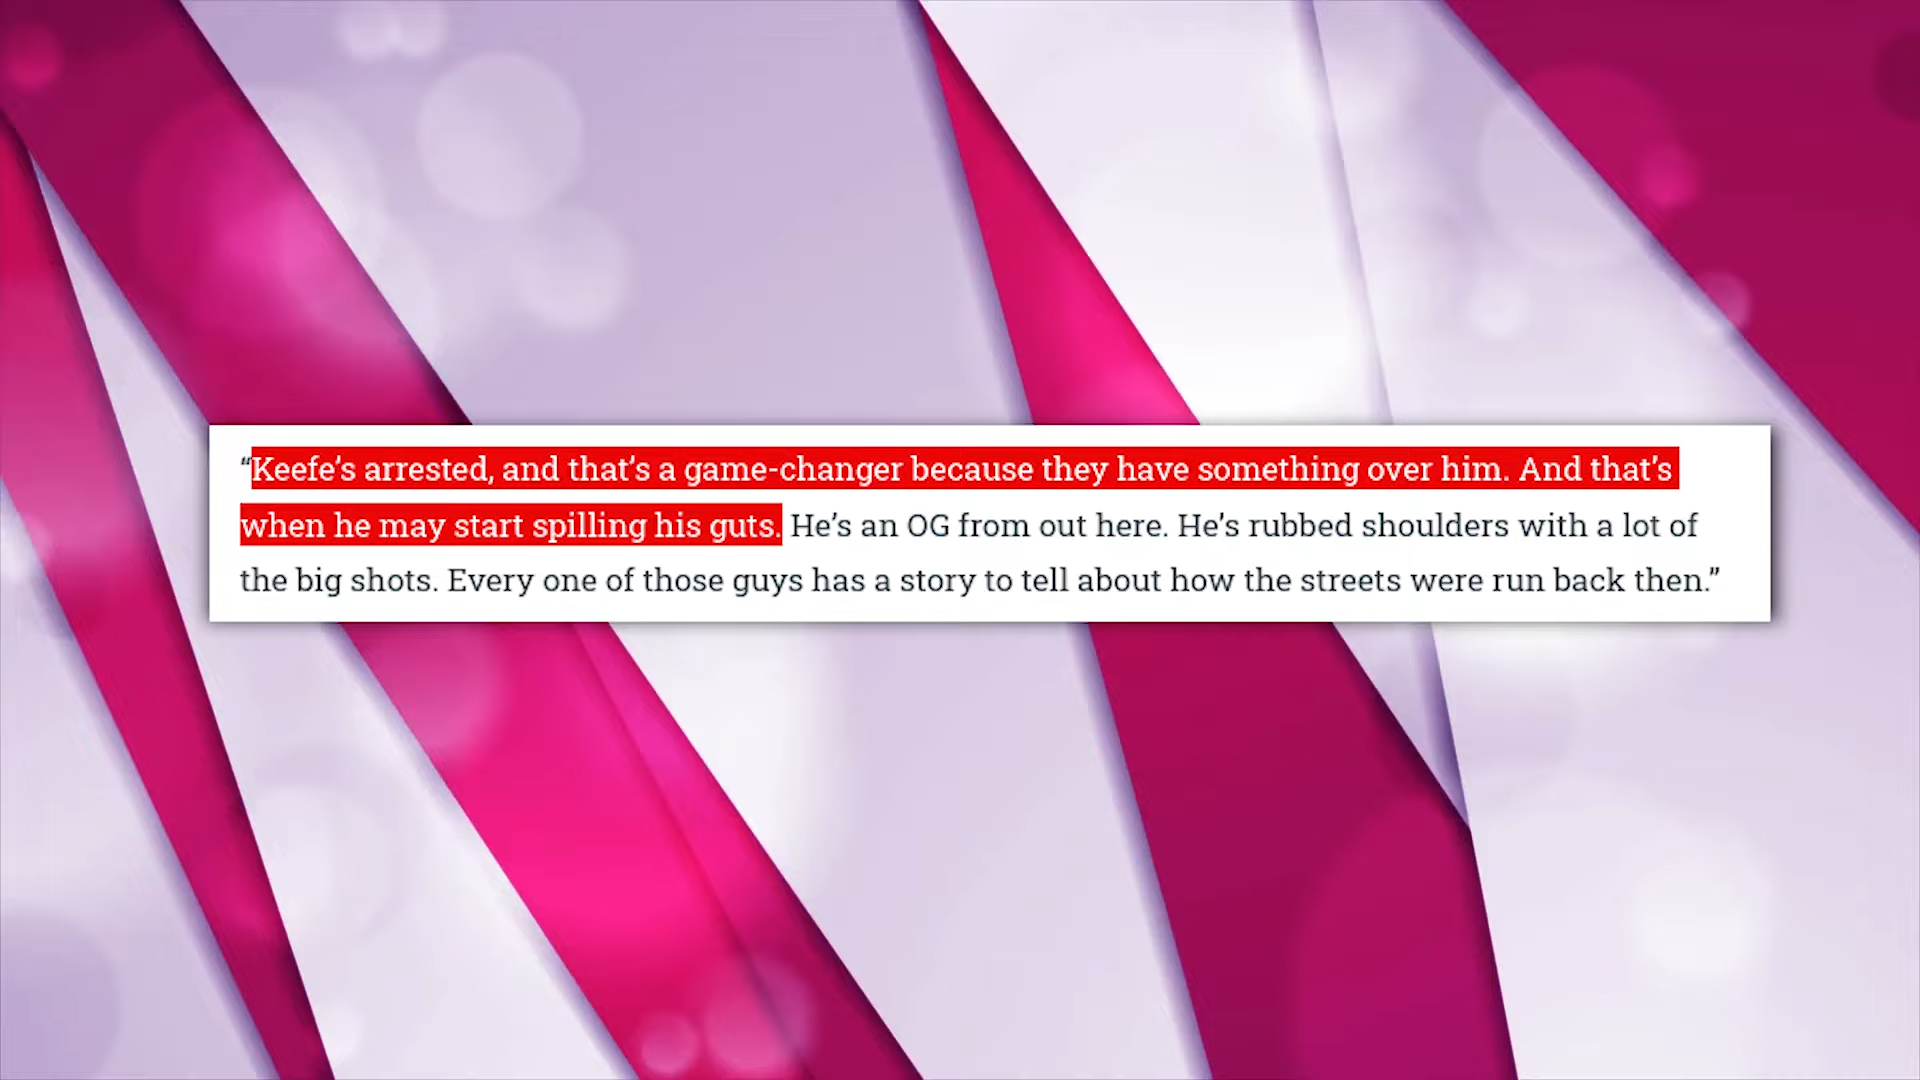 “Keefe’s arrested, and that’s a game-changer because they have something over him. And that’s
when he may start spilling his guts. He’s an OG from out here. He’s rubbed shoulders with a lot of
the big shots. Every one of those guys has a story to tell about how the streets were run back then.”